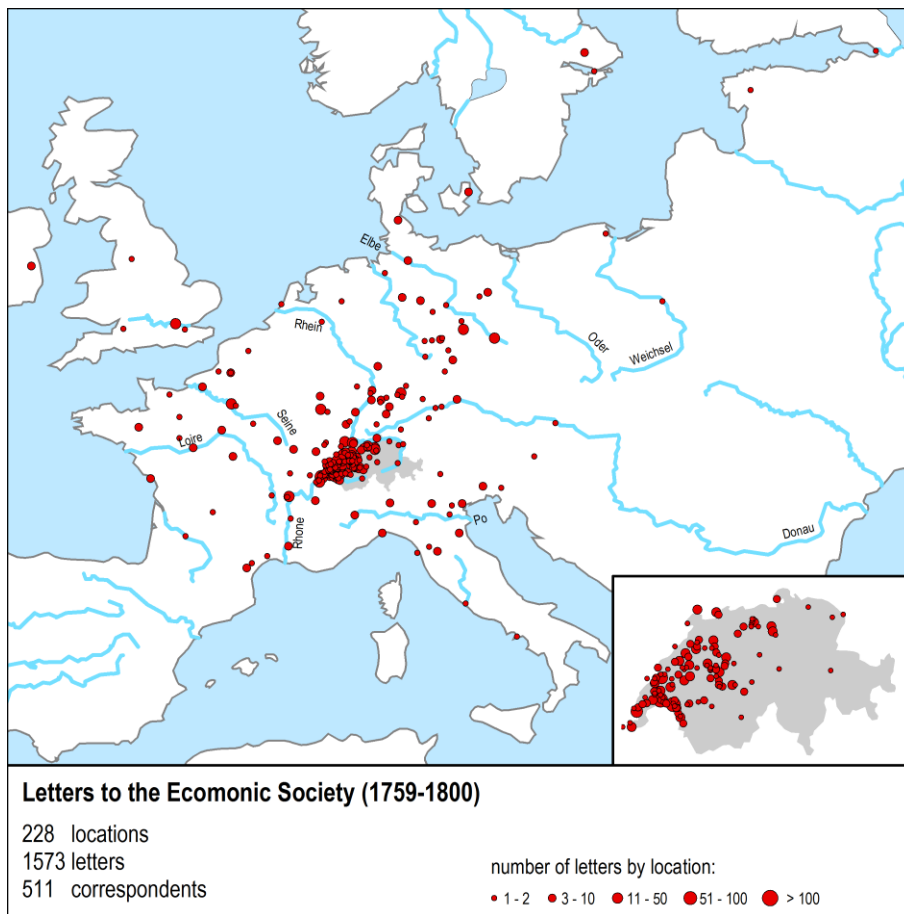 Elbe
Rhein
Oder
Weichsel
Seine
Loire
Rhone
Po
Donau
Letters to the Ecomonic Society (1759-1800)
228 locations
1573 letters
511 correspondents
number of letters by location:
1 - 2 3 - 10 11 - 50 51 - 100 > 100